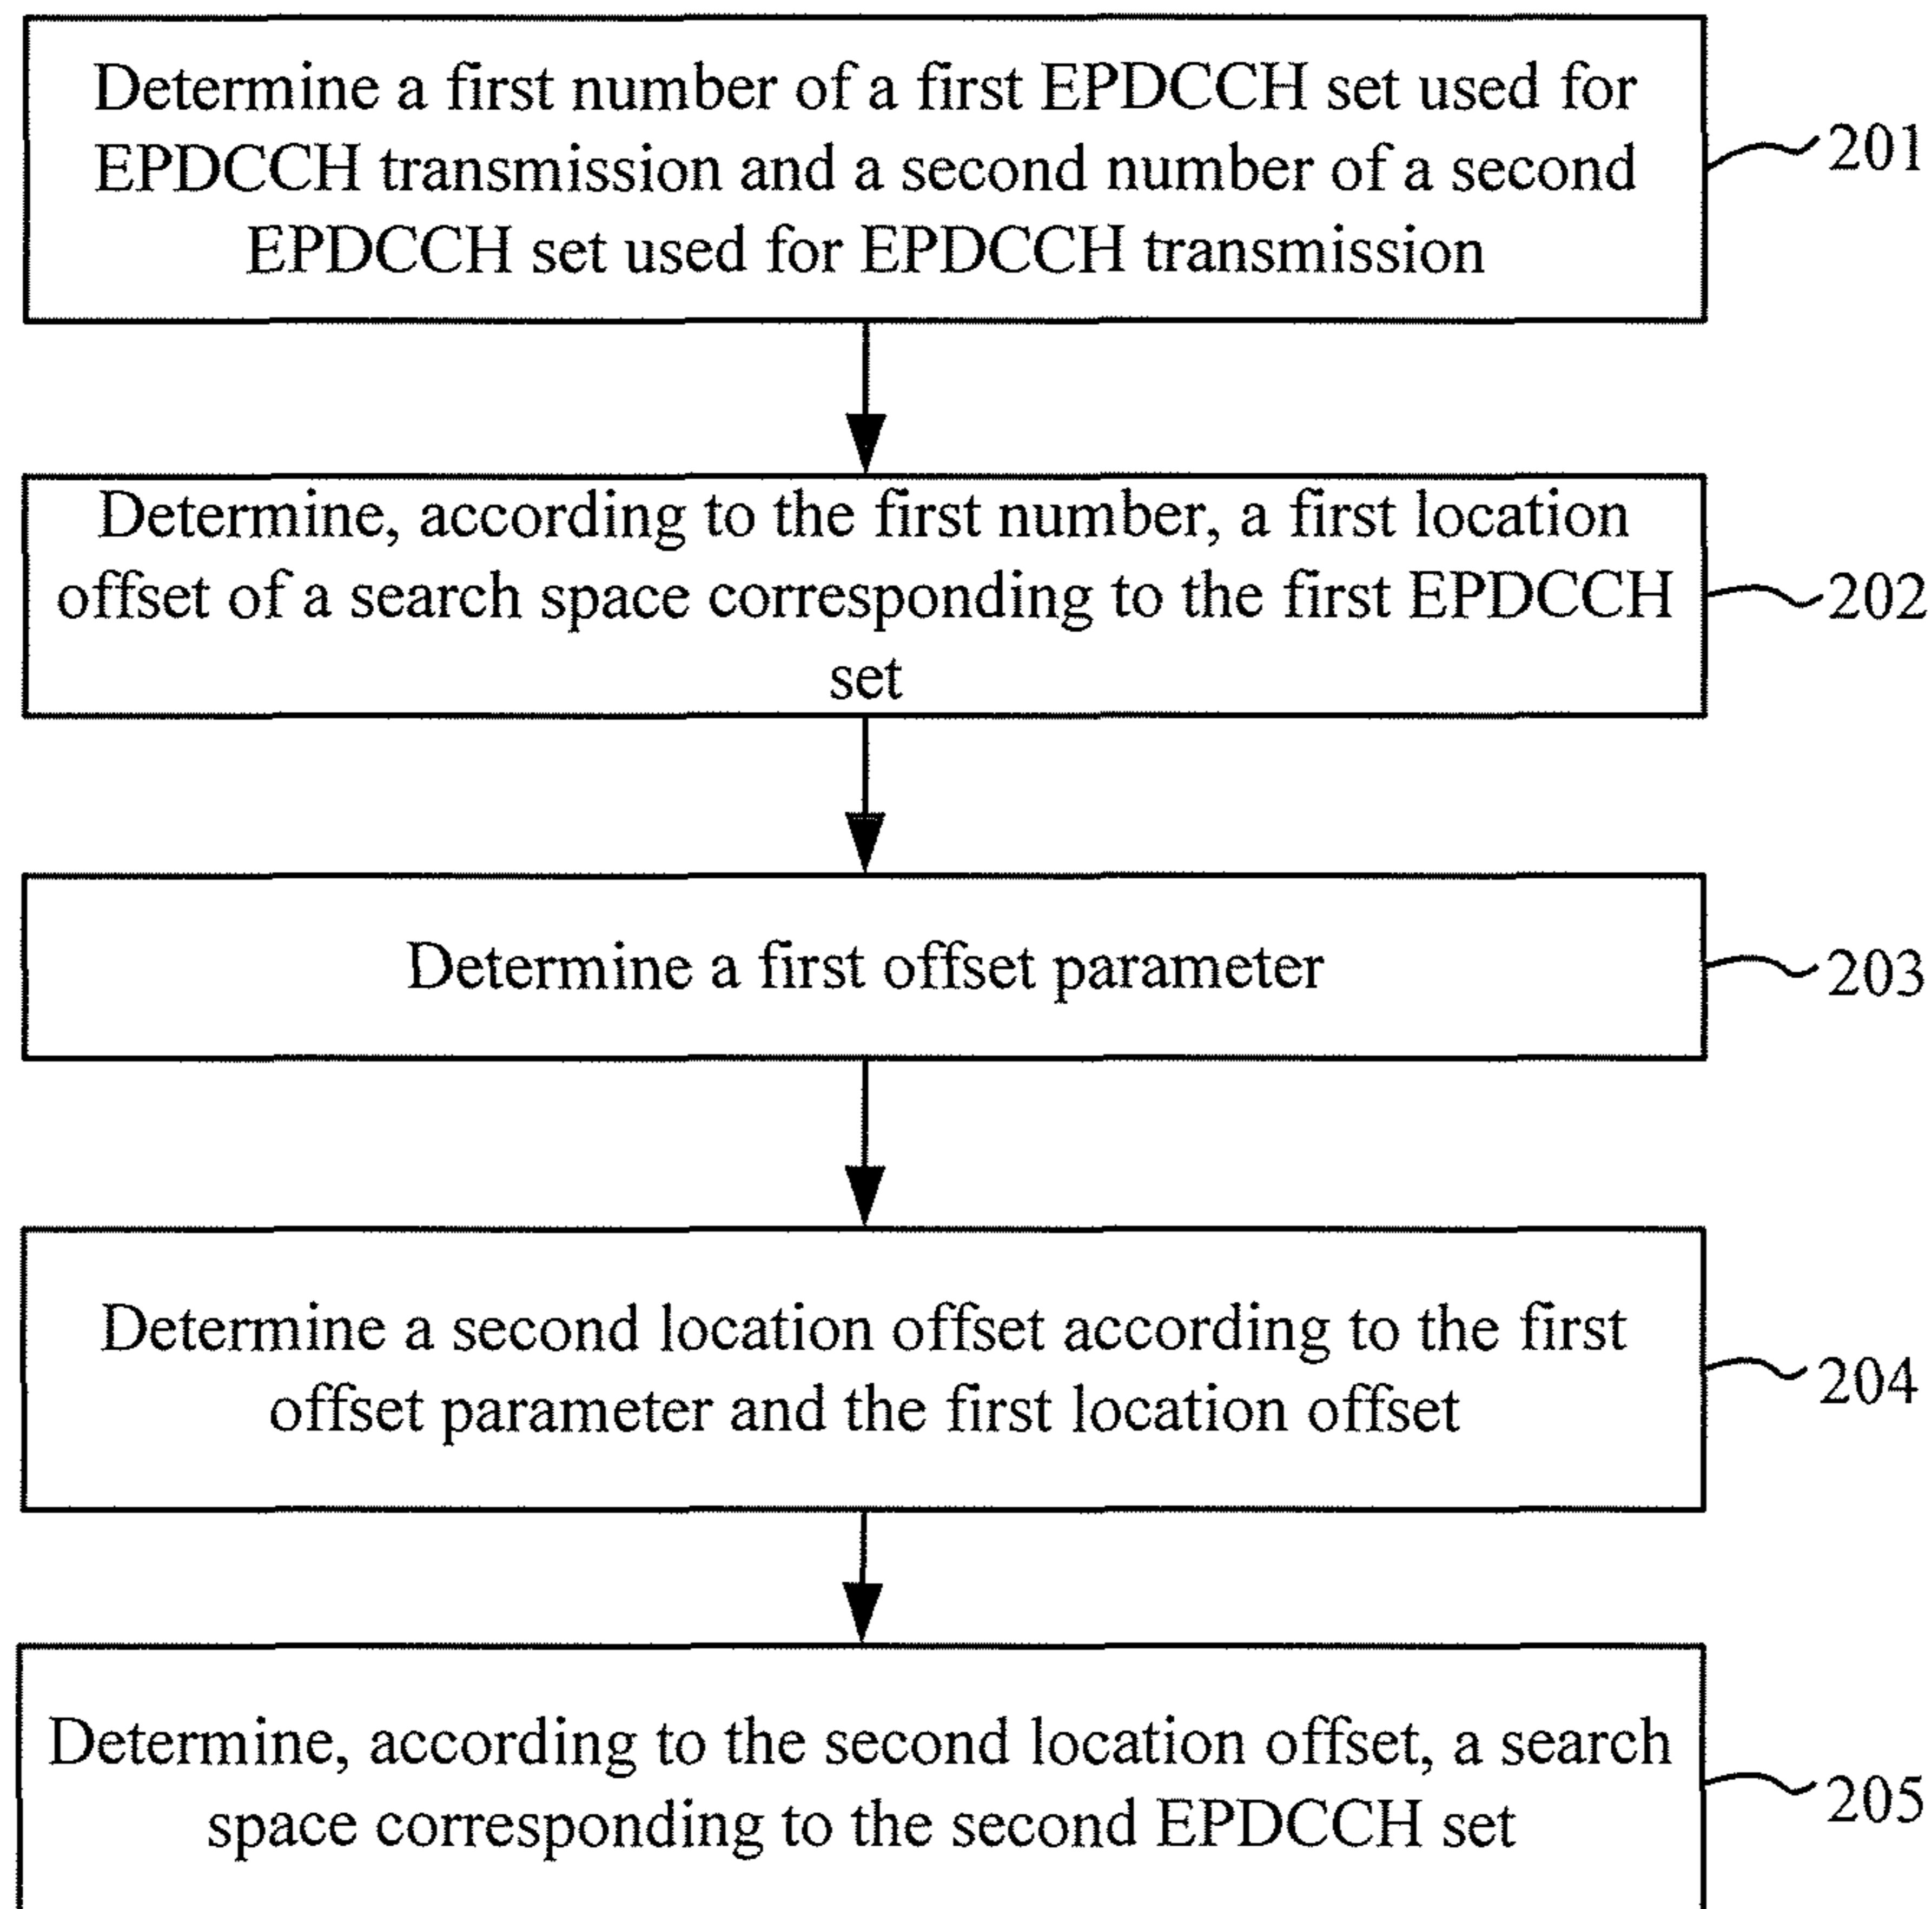 Determine a first number of a first EPDCCH set used for
EPDCCH transmission and a second number of a second
EPDCCH set used for EPDCCH transmission
201
Determine, according to the first number, a first location
offset of a search space corresponding to the first EPDCCH
set
202
Determine a first offset parameter
203
Determine a second location offset according to the first
offset parameter and the first location offset
204
Determine, according to the second location offset, a search
space corresponding to the second EPDCCH set
205